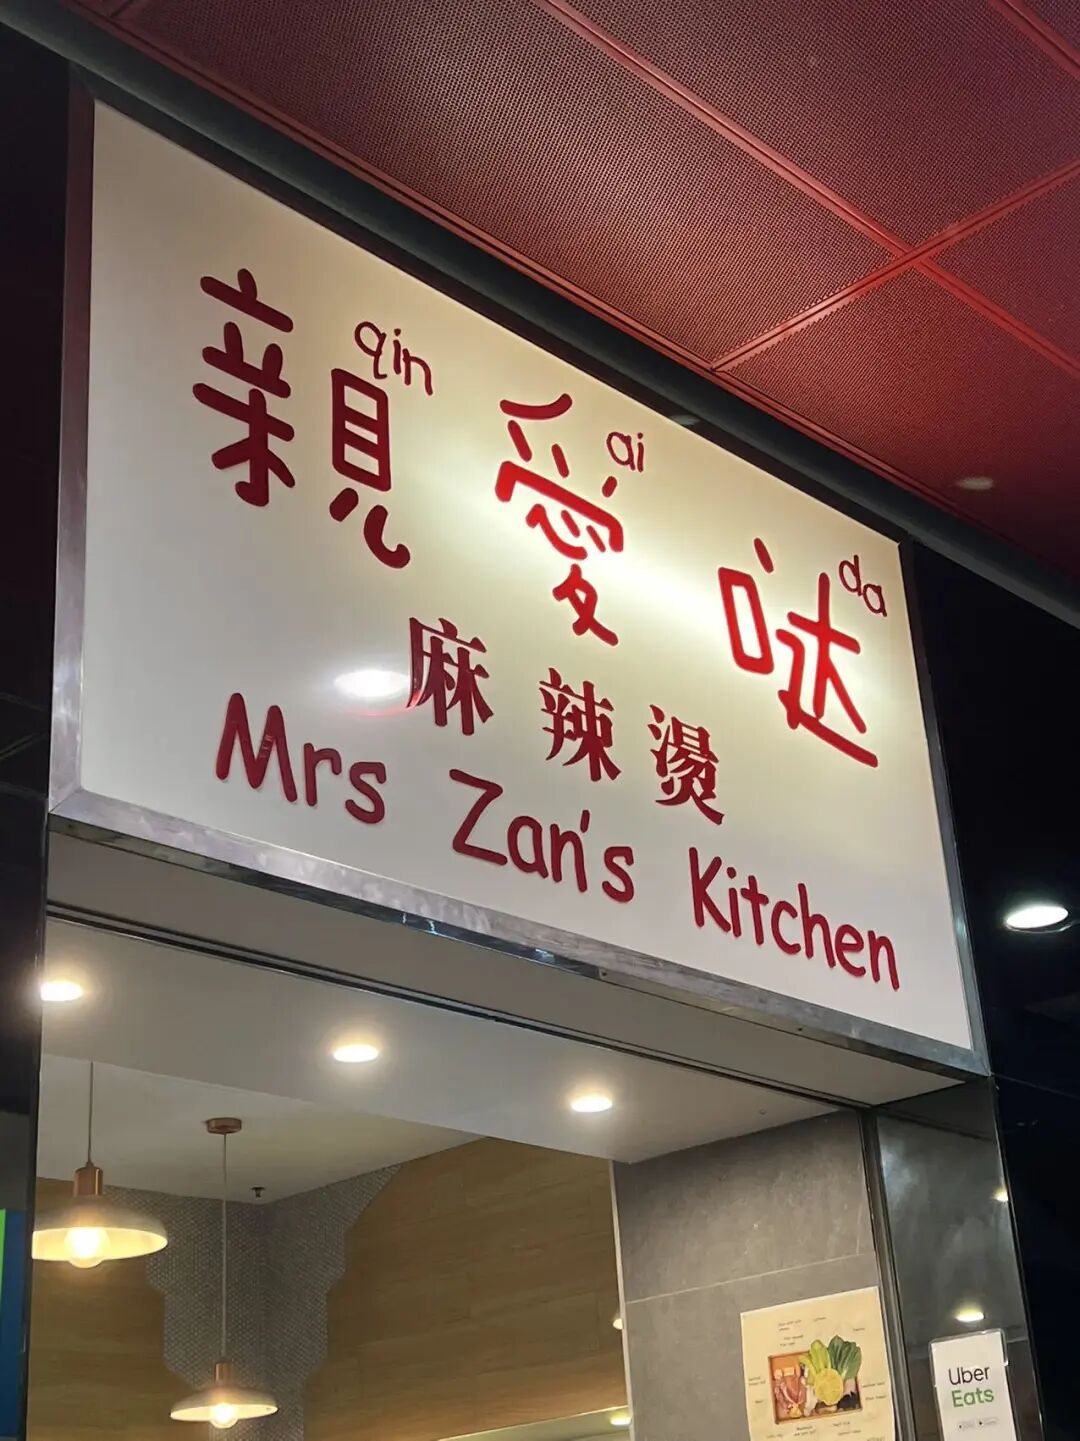 qin ai da
親愛哒
麻辣燙
Mrs Zan's Kitchen
Uber
Eats